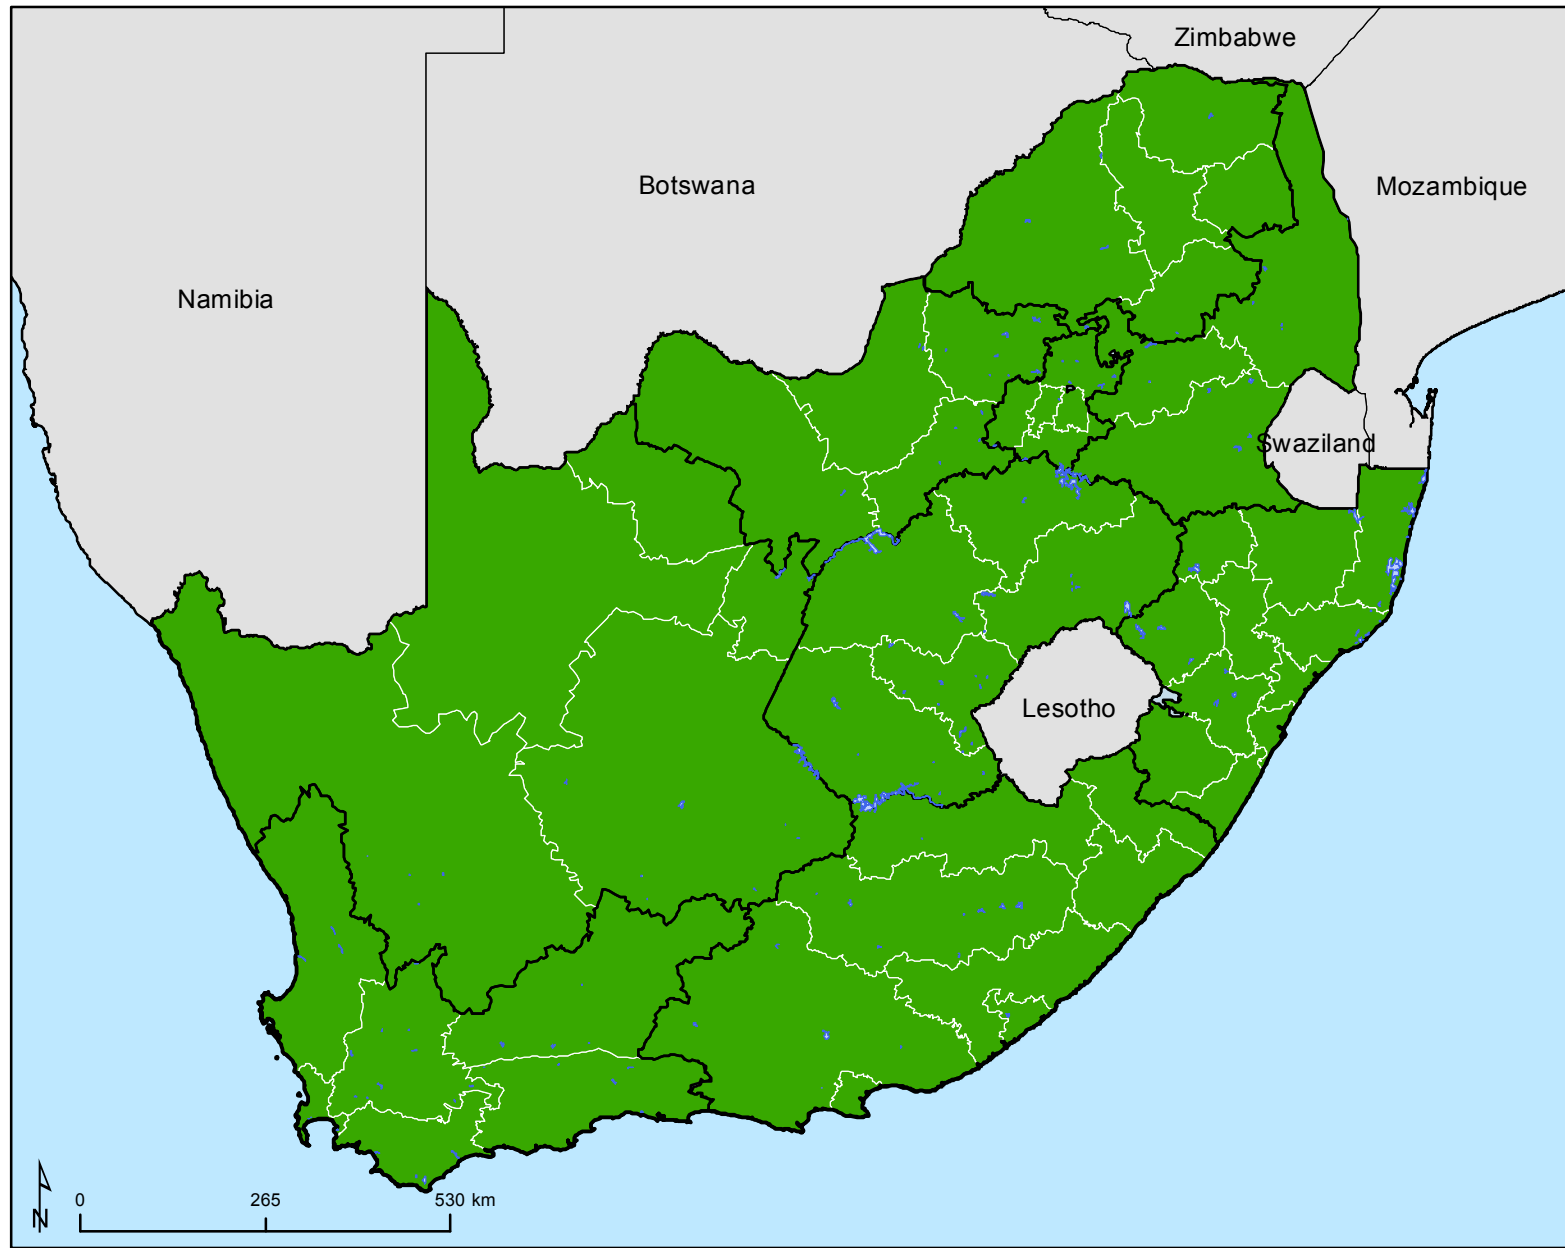 Zimbabwe
Botswana
Mozambique
Namibia
Swaziland
Lesotho
N
0 265 530 km